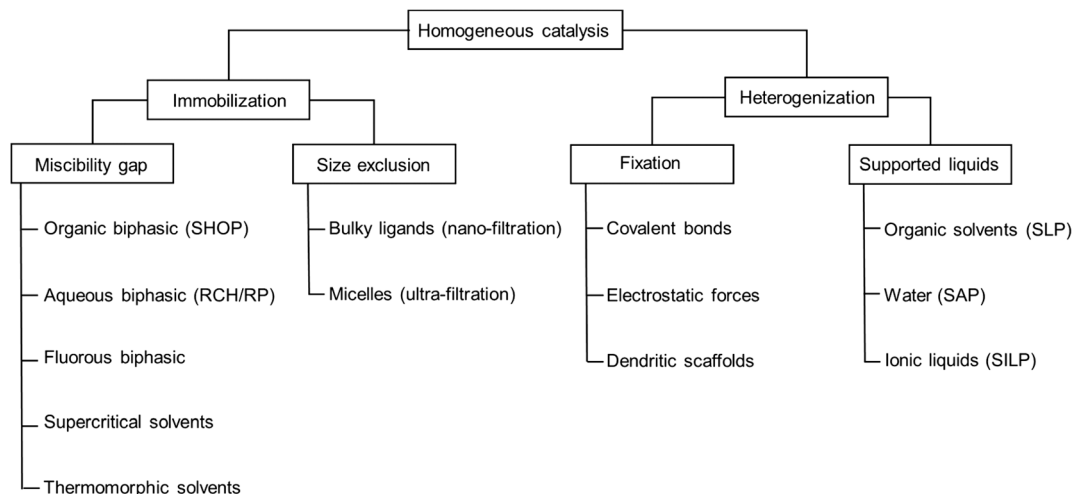 Homogeneous catalysis
Immobilization
Heterogenization
Miscibility gap
Size exclusion
Fixation
Supported liquids
Organic biphasic (SHOP)
Aqueous biphasic (RCH/RP)
Fluorous biphasic
Supercritical solvents
Thermomorphic solvents
Bulky ligands (nano-filtration)
Micelles (ultra-filtration)
Covalent bonds
Electrostatic forces
Dendritic scaffolds
Organic solvents (SLP)
Water (SAP)
Ionic liquids (SILP)